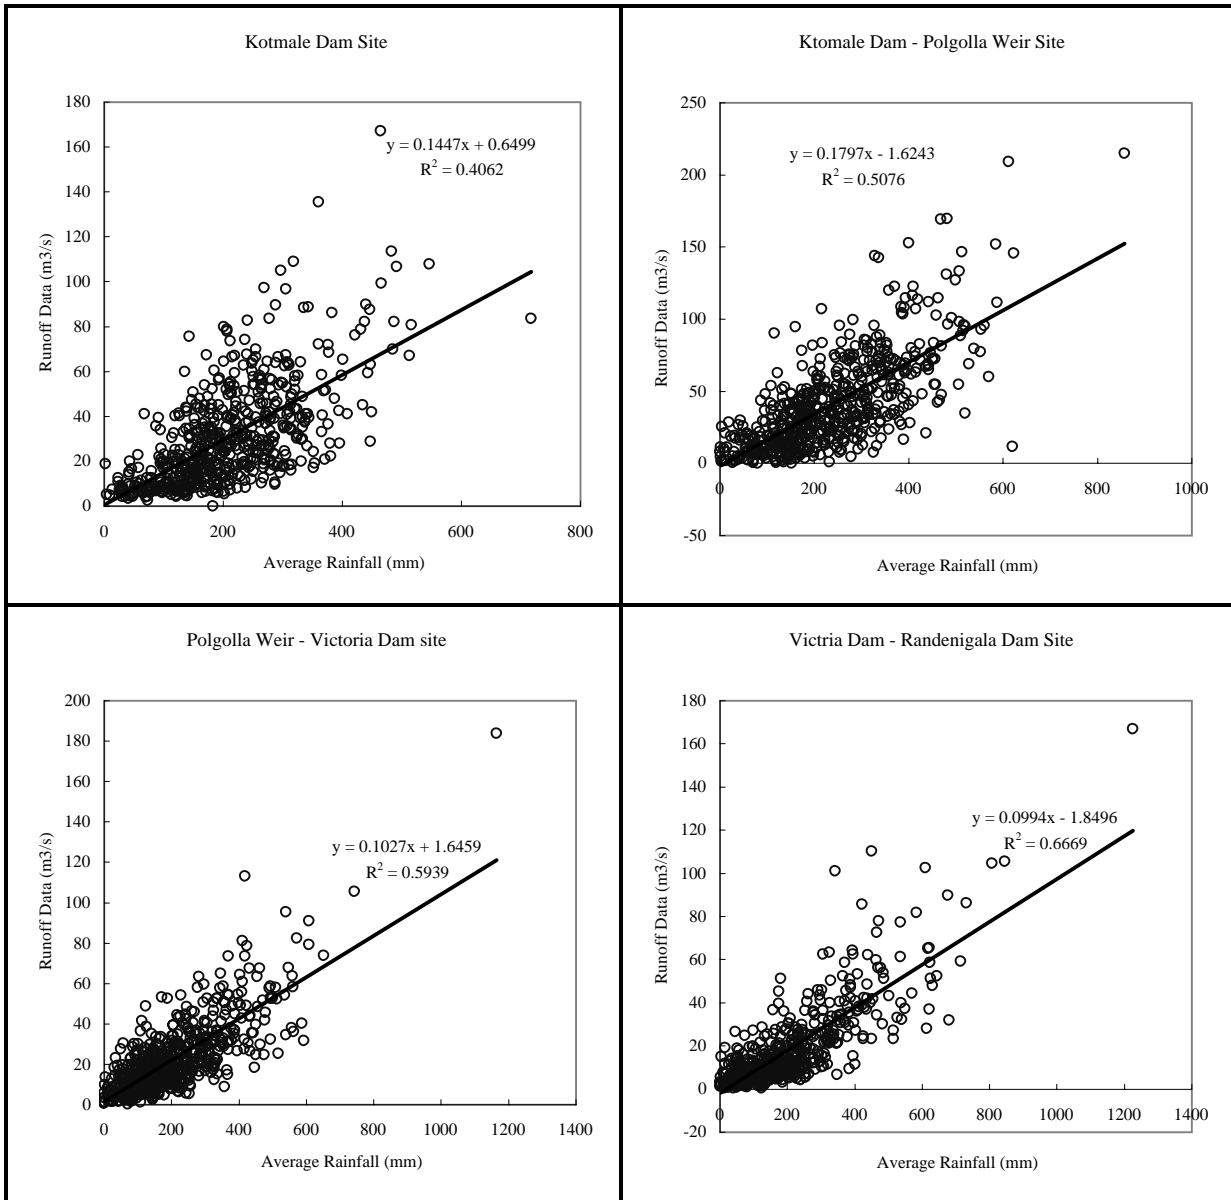 Kotmale Dam Site
180
160
140
120
100
80
60
40
20
0
y = 0.1447x + 0.6499
R² = 0.4062
Runoff Data (m3/s)
0 200 400 600 800
Average Rainfall (mm)
Ktomale Dam - Polgolla Weir Site
250
200
150
100
50
0
-50
y = 0.1797x - 1.6243
R² = 0.5076
Runoff Data (m3/s)
0 200 400 600 800 1000
Average Rainfall (mm)
Polgolla Weir - Victoria Dam site
200
180
160
140
120
100
80
60
40
20
0
y = 0.1027x + 1.6459
R² = 0.5939
Runoff Data (m3/s)
0 200 400 600 800 1000 1200 1400
Average Rainfall (mm)
Victria Dam - Randenigala Dam Site
180
160
140
120
100
80
60
40
20
0
-20
y = 0.0994x - 1.8496
R² = 0.6669
Runoff Data (m3/s)
0 200 400 600 800 1000 1200 1400
Average Rainfall (mm)